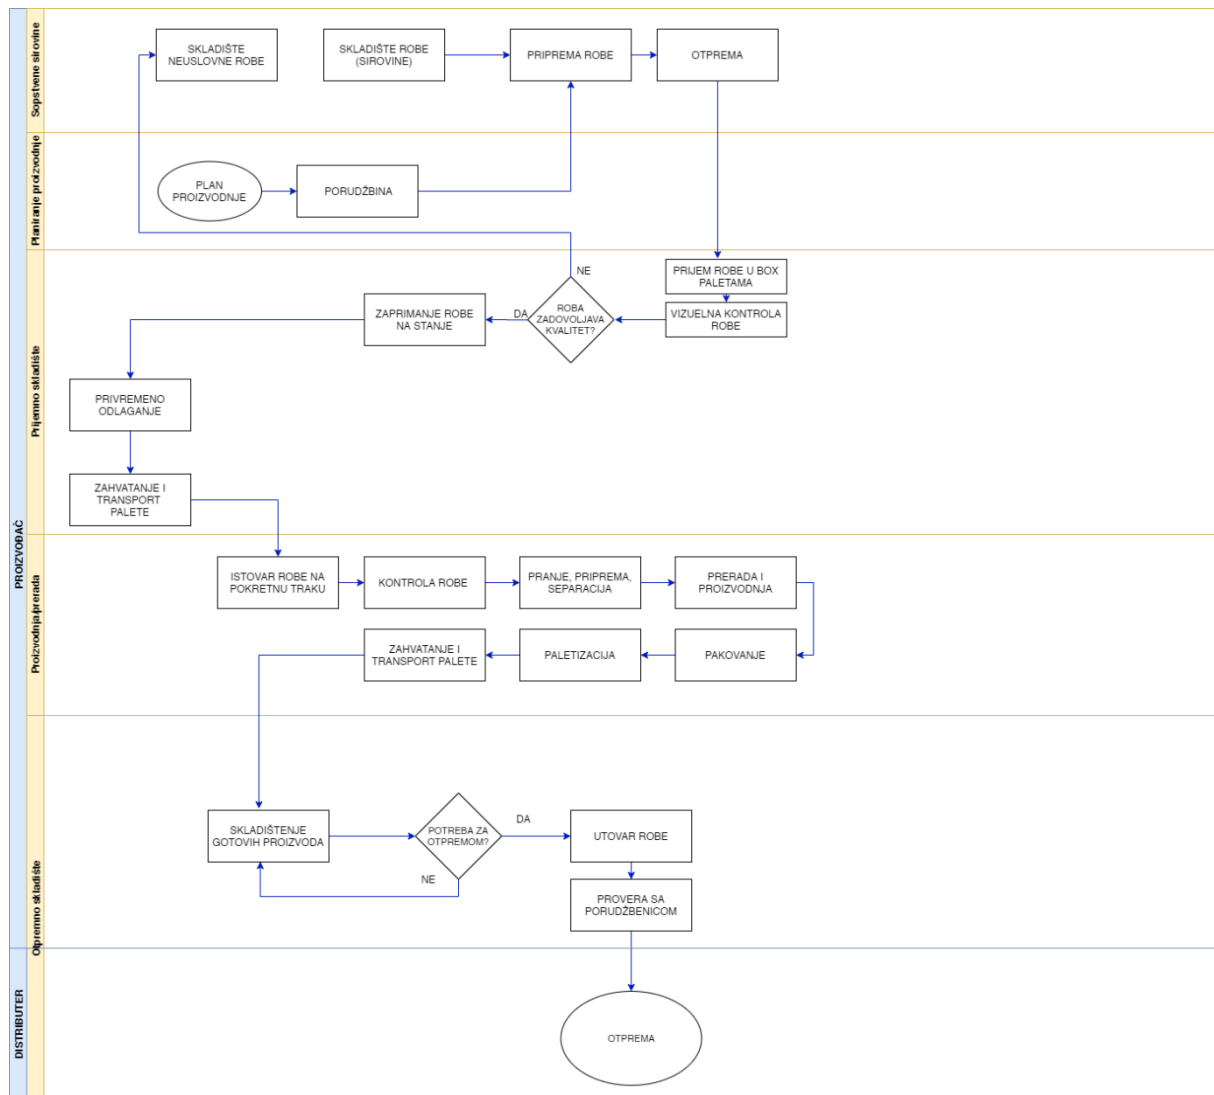 PROIZVOĐAČ
Sopstvene sirovine
SKLADIŠTE
NEUSLOVNE ROBE
SKLADIŠTE ROBE
(SIROVINE)
PRIPREMA ROBE
OTPREMA
Planiranje proizvodnje
PLAN
PROIZVODNJE
PORUDŽBINA
Prijemno skladište
PRIJEM ROBE U BOX
PALETAMA
VIZUELNA KONTROLA
ROBE
NE
ROBA
ZADOVOLJAVA
KVALITET?
DA
ZAPRIMANJE ROBE
NA STANJE
PRIVREMENO
ODLAGANJE
ZAHVATANJE I
TRANSPORT
PALETE
Proizvodnja/prerada
ISTOVAR ROBE NA
POKRETNU TRAKU
KONTROLA ROBE
PRANJE, PRIPREMA,
SEPARACIJA
PRERADA I
PROIZVODNJA
PAKOVANJE
PALETIZACIJA
ZAHVATANJE I
TRANSPORT PALETE
Otpremno skladište
SKLADIŠTENJE
GOTOVIH PROIZVODA
POTREBA ZA
OTPREMOM?
DA
NE
UTOVAR ROBE
PROVERA SA
PORUDŽBENICOM
DISTRIBUTER
OTPREMA